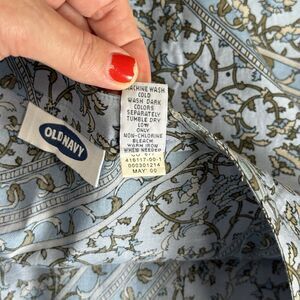 OLD NAVY
MACHINE WASH
COLD
WASH DARK
COLORS
SEPARATELY
TUMBLE DRY
LOW
ONLY
NON-CHLORINE
BLEACH
WARM IRON
WHEN NEEDED
416117-00-1
000301214
MAY' 00